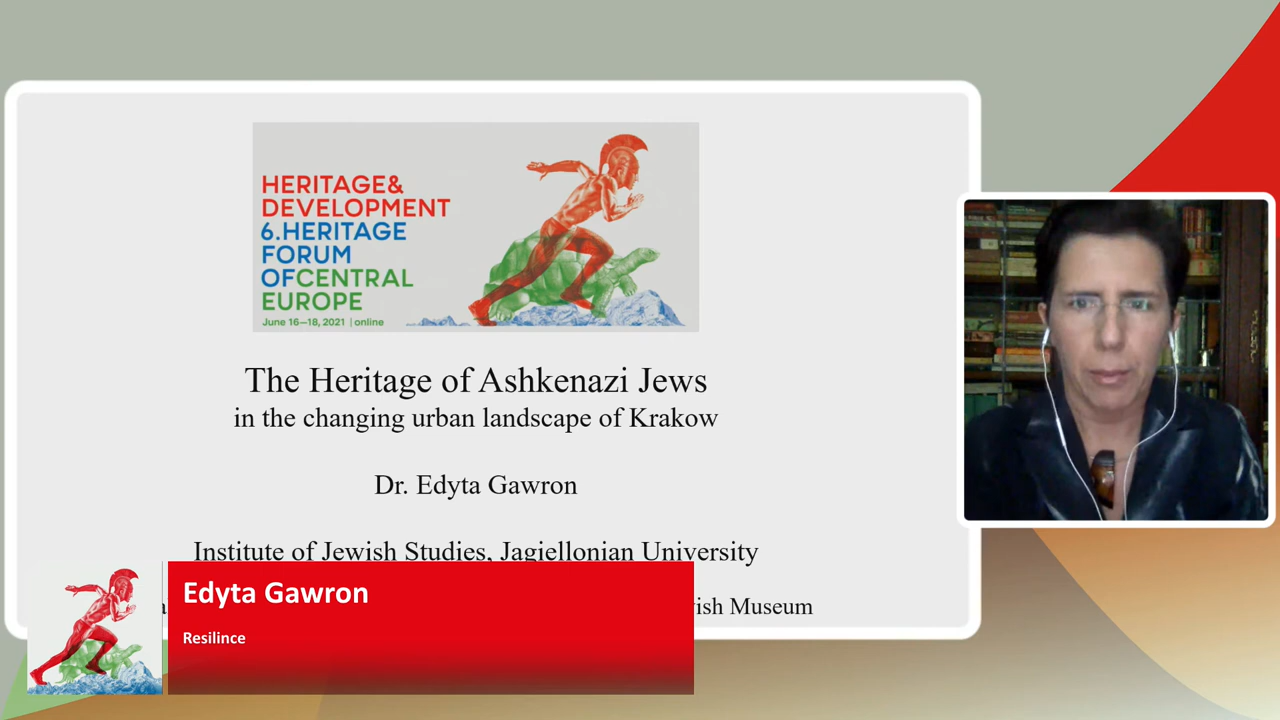 HERITAGE&
DEVELOPMENT
6.HERITAGE
FORUM
OFCENTRAL
EUROPE
June 16—18, 2021 | online
The Heritage of Ashkenazi Jews
in the changing urban landscape of Krakow
Dr. Edyta Gawron
Institute of Jewish Studies, Jagiellonian University
Museum
Edyta Gawron
Resilince